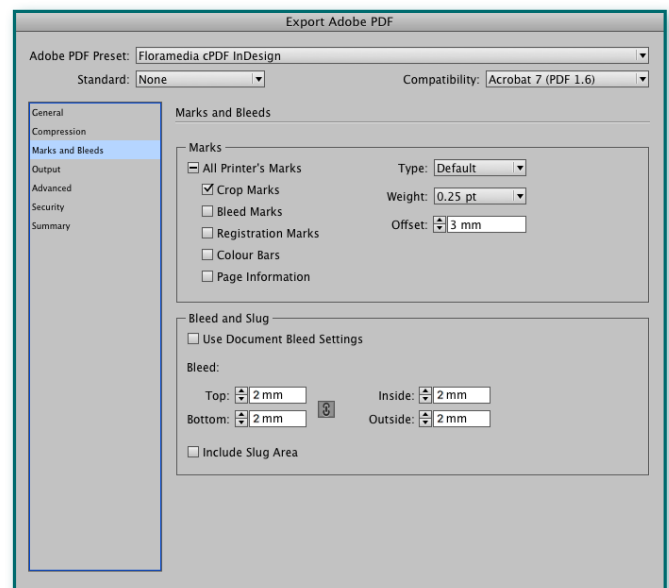 Export Adobe PDF
Adobe PDF Preset: Floramedia cPDF InDesign
Standard: None
Compatibility: Acrobat 7 (PDF 1.6)
General
Compression
Marks and Bleeds
Output
Advanced
Security
Summary
Marks and Bleeds
Marks
All Printer's Marks
Crop Marks
Bleed Marks
Registration Marks
Colour Bars
Page Information
Type: Default
Weight: 0.25 pt
Offset: 3 mm
Bleed and Slug
Use Document Bleed Settings
Bleed:
Top: 2 mm
Bottom: 2 mm
Inside: 2 mm
Outside: 2 mm
Include Slug Area